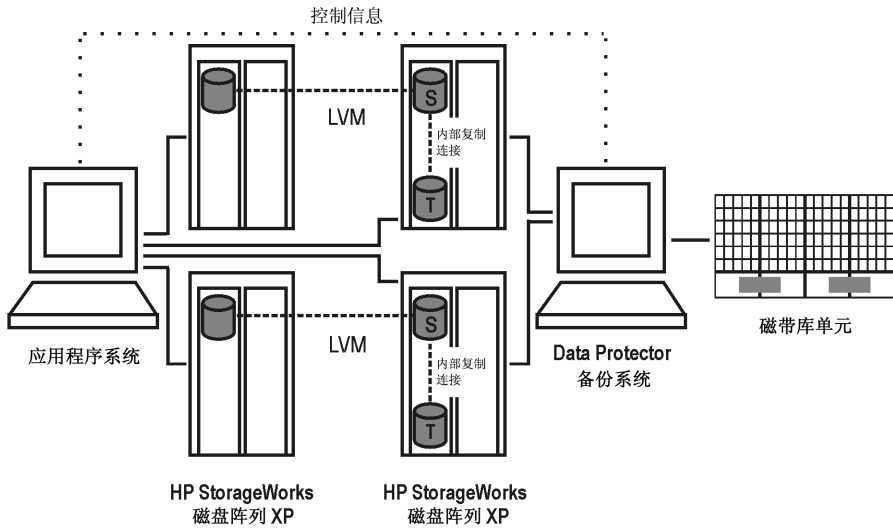 控制信息
S
LVM
内部复制
连接
T
S
LVM
内部复制
连接
T
应用程序系统
Data Protector
备份系统
磁带库单元
HP StorageWorks
磁盘阵列 XP
HP StorageWorks
磁盘阵列 XP